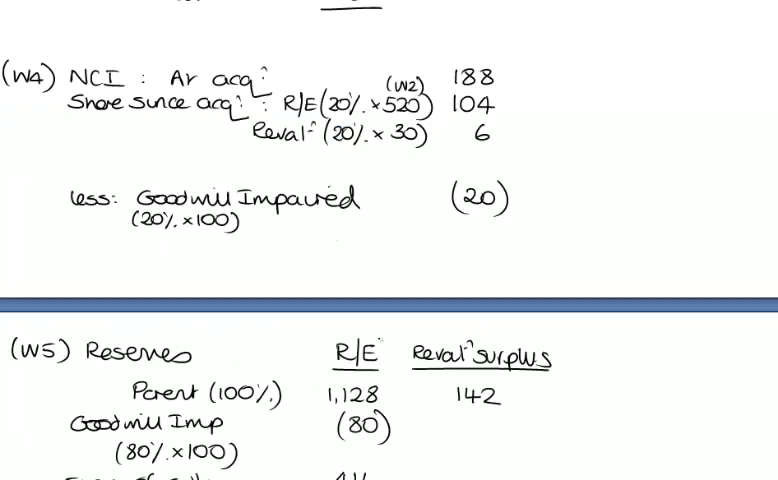 (W4) NCI : At acqⁿ 188
Share since acqⁿ : R/E (20% × 520) (W2) 104
Revalⁿ (20% × 30) 6
less: Goodwill Impaired (20)
(20% × 100)
(W5) Reserves R/E Revalⁿ surplus
Parent (100%) 1,128 142
Goodwill Imp (80)
(80% × 100)